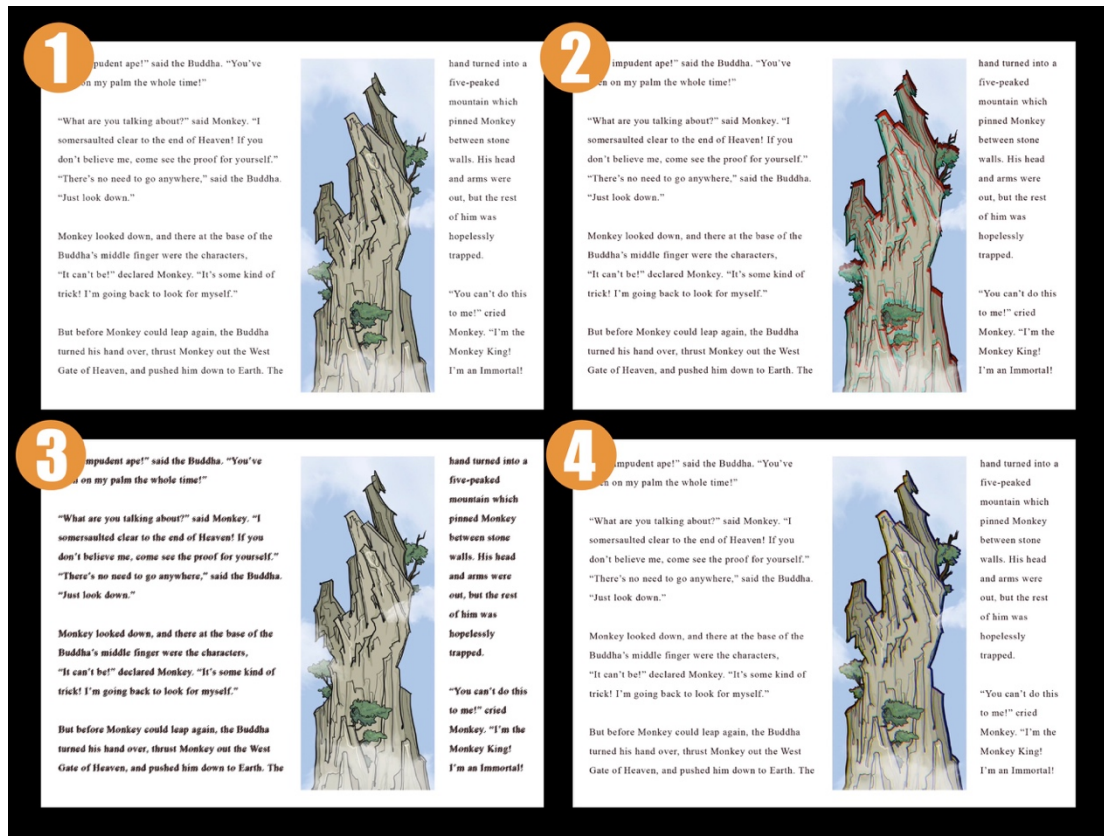 1
pudent ape!” said the Buddha. “You’ve
on my palm the whole time!”
“What are you talking about?” said Monkey. “I
somersaulted clear to the end of Heaven! If you
don’t believe me, come see the proof for yourself.”
“There’s no need to go anywhere,” said the Buddha.
“Just look down.”
Monkey looked down, and there at the base of the
Buddha’s middle finger were the characters,
“It can’t be!” declared Monkey. “It’s some kind of
trick! I’m going back to look for myself.”
But before Monkey could leap again, the Buddha
turned his hand over, thrust Monkey out the West
Gate of Heaven, and pushed him down to Earth. The
hand turned into a
five-peaked
mountain which
pinned Monkey
between stone
walls. His head
and arms were
out, but the rest
of him was
hopelessly
trapped.
“You can’t do this
to me!” cried
Monkey. “I’m the
Monkey King!
I’m an Immortal!
2
impudent ape!” said the Buddha. “You’ve
en on my palm the whole time!”
“What are you talking about?” said Monkey. “I
somersaulted clear to the end of Heaven! If you
don’t believe me, come see the proof for yourself.”
“There’s no need to go anywhere,” said the Buddha.
“Just look down.”
Monkey looked down, and there at the base of the
Buddha’s middle finger were the characters,
“It can’t be!” declared Monkey. “It’s some kind of
trick! I’m going back to look for myself.”
But before Monkey could leap again, the Buddha
turned his hand over, thrust Monkey out the West
Gate of Heaven, and pushed him down to Earth. The
hand turned into a
five-peaked
mountain which
pinned Monkey
between stone
walls. His head
and arms were
out, but the rest
of him was
hopelessly
trapped.
“You can’t do this
to me!” cried
Monkey. “I’m the
Monkey King!
I’m an Immortal!
3
mpudent ape!” said the Buddha. “You’ve
on my palm the whole time!”
“What are you talking about?” said Monkey. “I
somersaulted clear to the end of Heaven! If you
don’t believe me, come see the proof for yourself.”
“There’s no need to go anywhere,” said the Buddha.
“Just look down.”
Monkey looked down, and there at the base of the
Buddha’s middle finger were the characters,
“It can’t be!” declared Monkey. “It’s some kind of
trick! I’m going back to look for myself.”
But before Monkey could leap again, the Buddha
turned his hand over, thrust Monkey out the West
Gate of Heaven, and pushed him down to Earth. The
hand turned into a
five-peaked
mountain which
pinned Monkey
between stone
walls. His head
and arms were
out, but the rest
of him was
hopelessly
trapped.
“You can’t do this
to me!” cried
Monkey. “I’m the
Monkey King!
I’m an Immortal!
4
impudent ape!” said the Buddha. “You’ve
en on my palm the whole time!”
“What are you talking about?” said Monkey. “I
somersaulted clear to the end of Heaven! If you
don’t believe me, come see the proof for yourself.”
“There’s no need to go anywhere,” said the Buddha.
“Just look down.”
Monkey looked down, and there at the base of the
Buddha’s middle finger were the characters,
“It can’t be!” declared Monkey. “It’s some kind of
trick! I’m going back to look for myself.”
But before Monkey could leap again, the Buddha
turned his hand over, thrust Monkey out the West
Gate of Heaven, and pushed him down to Earth. The
hand turned into a
five-peaked
mountain which
pinned Monkey
between stone
walls. His head
and arms were
out, but the rest
of him was
hopelessly
trapped.
“You can’t do this
to me!” cried
Monkey. “I’m the
Monkey King!
I’m an Immortal!